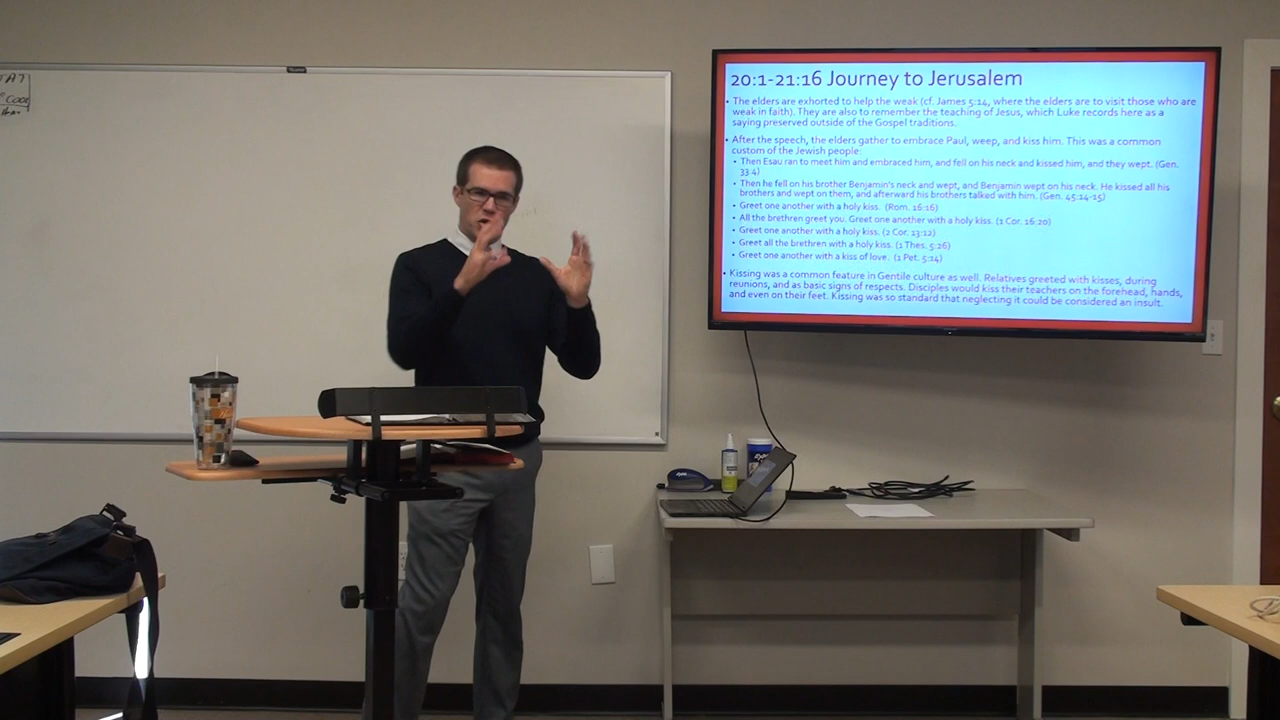 COOL
20:1-21:16 Journey to Jerusalem
• The elders are exhorted to help the weak (cf. James 5:14, where the elders are to visit those who are
weak in faith). They are also to remember the teaching of Jesus, which Luke records here as a
saying preserved outside of the Gospel traditions.
• After the speech, the elders gather to embrace Paul, weep, and kiss him. This was a common
custom of the Jewish people:
• Then Esau ran to meet him and embraced him, and fell on his neck and kissed him, and they wept. (Gen.
33:4)
• Then he fell on his brother Benjamin's neck and wept, and Benjamin wept on his neck. He kissed all his
brothers and wept on them, and afterward his brothers talked with him. (Gen. 45:14-15)
• Greet one another with a holy kiss. (Rom. 16:16)
• All the brethren greet you. Greet one another with a holy kiss. (1 Cor. 16:20)
• Greet one another with a holy kiss. (2 Cor. 13:12)
• Greet all the brethren with a holy kiss. (1 Thes. 5:26)
• Greet one another with a kiss of love. (1 Pet. 5:14)
• Kissing was a common feature in Gentile culture as well. Relatives greeted with kisses, during
reunions, and as basic signs of respects. Disciples would kiss their teachers on the forehead, hands,
and even on their feet. Kissing was so standard that neglecting it could be considered an insult.
EXPO